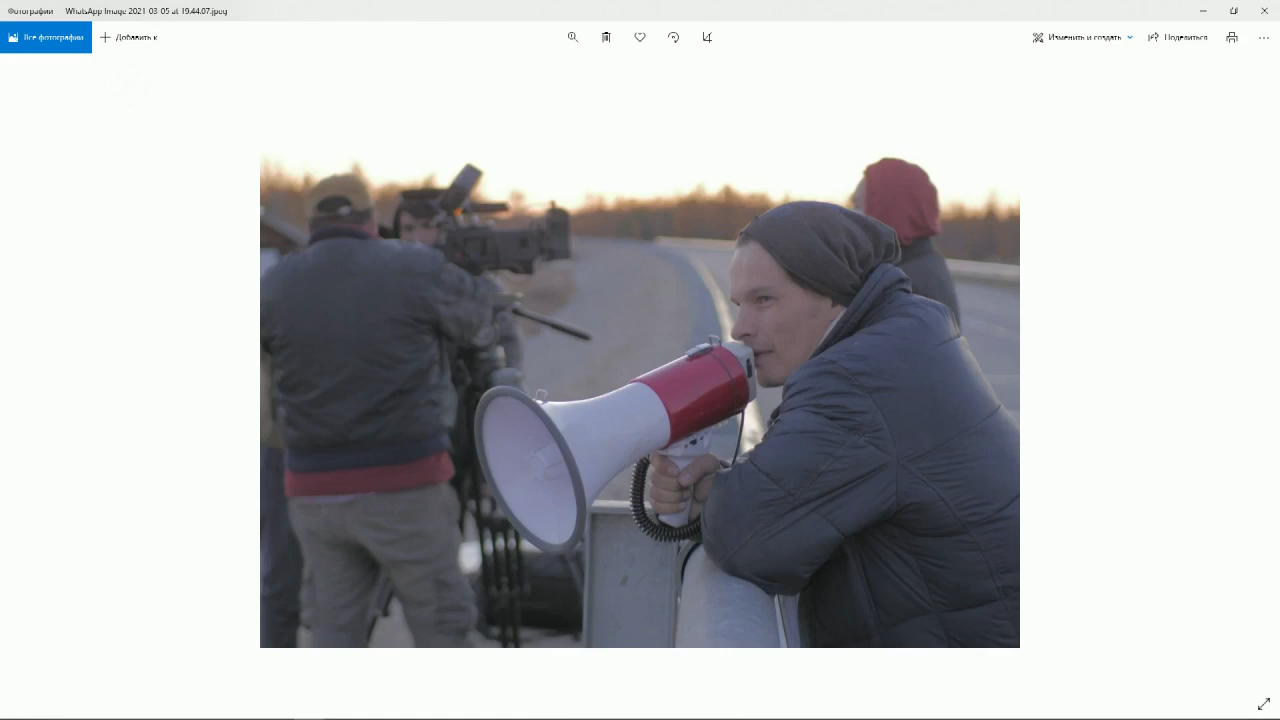 Фотографии WhatsApp Image 2021-03-05 at 19.44.07.jpeg
Все фотографии Добавить к Изменить и создать Поделиться